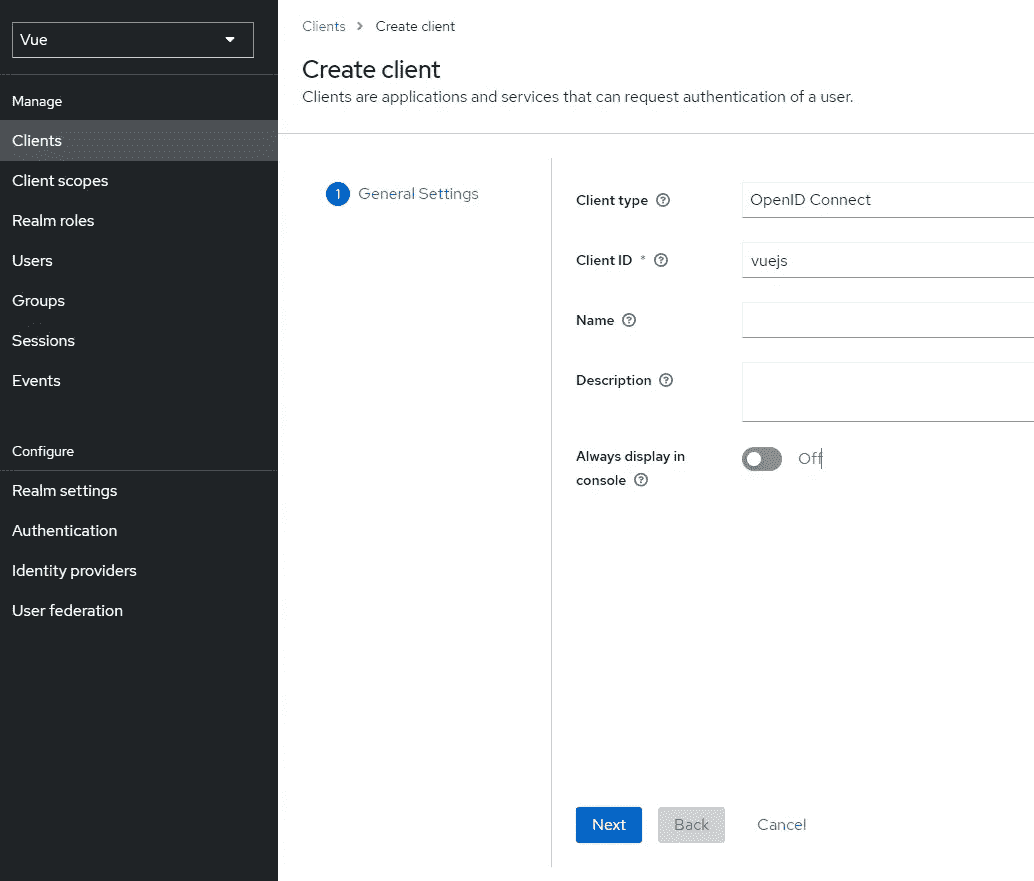 Vue
Manage
Clients
Client scopes
Realm roles
Users
Groups
Sessions
Events
Configure
Realm settings
Authentication
Identity providers
User federation
Clients > Create client
Create client
Clients are applications and services that can request authentication of a user.
1 General Settings
Client type ?
OpenID Connect
Client ID * ?
vuejs
Name ?
Description ?
Always display in
console ?
Off
Next
Back
Cancel